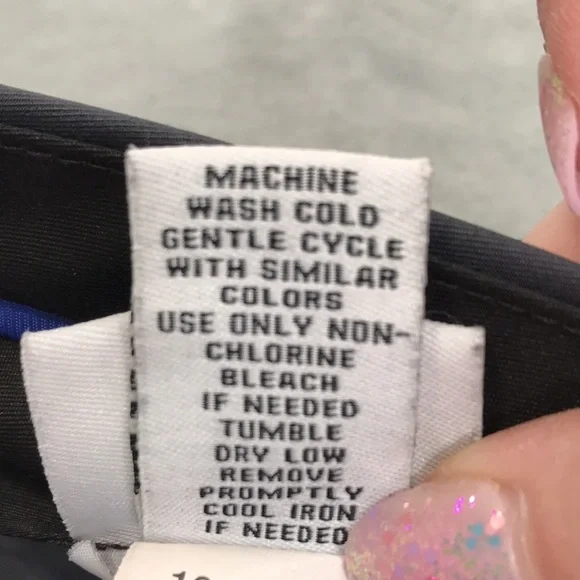 MACHINE
WASH COLD
GENTLE CYCLE
WITH SIMILAR
COLORS
USE ONLY NON-
CHLORINE
BLEACH
IF NEEDED
TUMBLE
DRY LOW
REMOVE
PROMPTLY
COOL IRON
IF NEEDED